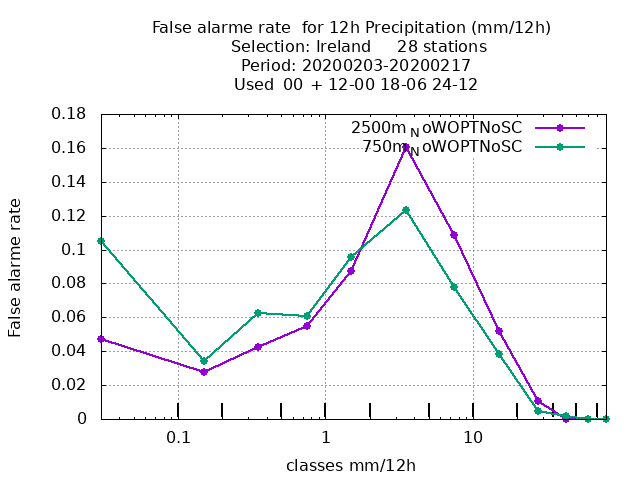 False alarme rate  for 12h Precipitation (mm/12h)
Selection: Ireland     28 stations
Period: 20200203-20200217
Used  00  + 12-00 18-06 24-12
2500m_NoWOPTNoSC
750m_NoWOPTNoSC
0.18
0.16
0.14
0.12
0.1
0.08
0.06
0.04
0.02
0
False alarme rate
0.1 1 10
classes mm/12h